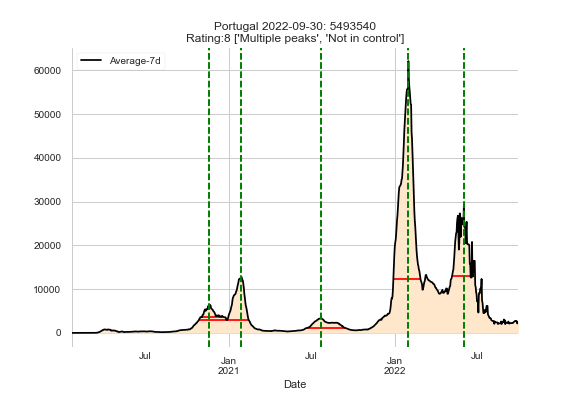 Portugal 2022-09-30: 5493540
Rating:8 ['Multiple peaks', 'Not in control']
Average-7d
60000
50000
40000
30000
20000
10000
0
Jul
Jan
2021
Jul
Jan
2022
Jul
Date